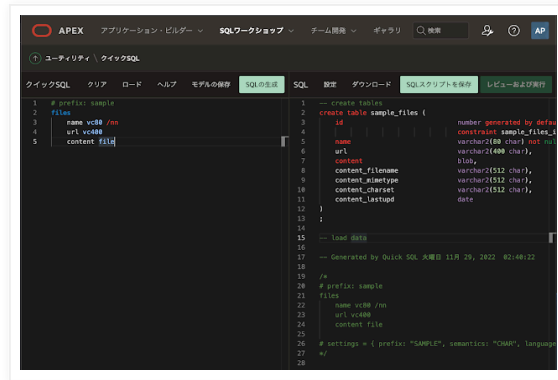 APEX アプリケーション・ビルダー SQLワークショップ チーム開発 ギャラリ 検索 AP
ユーティリティ \ クイックSQL
クイックSQL クリア ロード ヘルプ モデルの保存 SQLの生成
1 # prefix: sample
2 files
3 name vc80 /nn
4 url vc400
5 content file
SQL 設定 ダウンロード SQLスクリプトを保存 レビューおよび実行
1 -- create tables
2 create table sample_files (
3 id number generated by defau
4 constraint sample_files_i
5 name varchar2(80 char) not nul
6 url varchar2(400 char),
7 content blob,
8 content_filename varchar2(512 char),
9 content_mimetype varchar2(512 char),
10 content_charset varchar2(512 char),
11 content_lastupd date
12 )
13 ;
14
15 -- load data
16
17 -- Generated by Quick SQL 火曜日 11月 29, 2022 02:40:22
18
19 /*
20 # prefix: sample
21 files
22 name vc80 /nn
23 url vc400
24 content file
25
26 # settings = { prefix: "SAMPLE", semantics: "CHAR", language
27 */
28